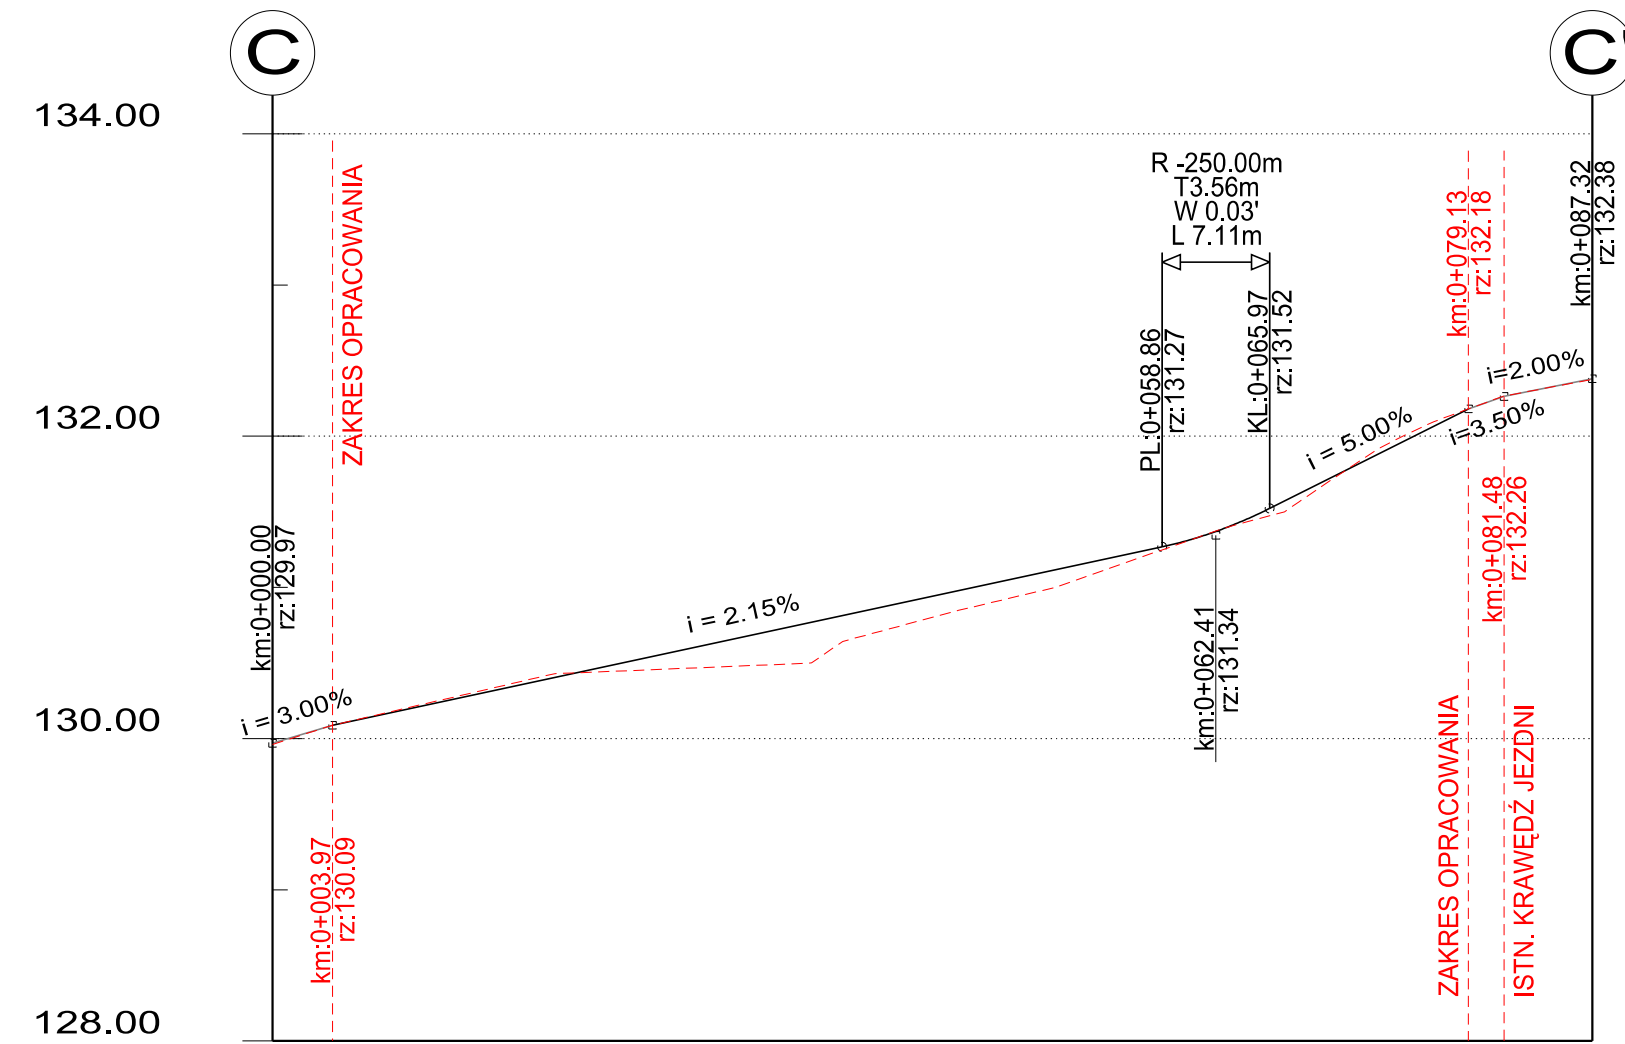 C
C'
134.00
132.00
130.00
128.00
ZAKRES OPRACOWANIA
R -250.00m
T3.56m
W 0.03'
L 7.11m
km:0+000.00
rz:129.97
i = 3.00%
km:0+003.97
rz:130.09
i = 2.15%
PL:0+058.86
rz:131.27
km:0+062.41
rz:131.34
KL:0+065.97
rz:131.52
i = 5.00%
km:0+079.13
rz:132.18
i=3.50%
km:0+081.48
rz:132.26
i=2.00%
km:0+087.32
rz:132.38
ZAKRES OPRACOWANIA
ISTN. KRAWĘDŹ JEZDNI